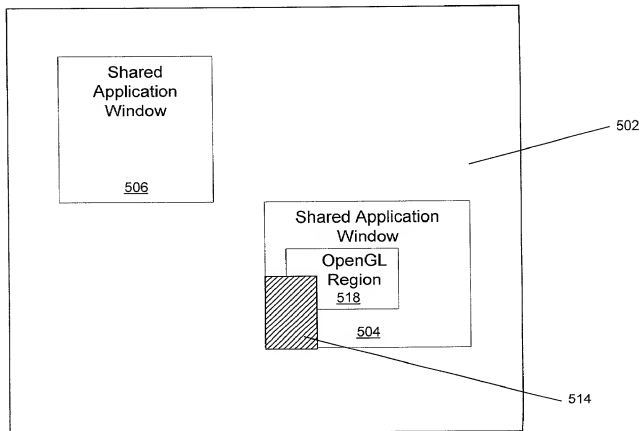 Shared
Application
Window
506
502
Shared Application
Window
OpenGL
Region
518
504
514